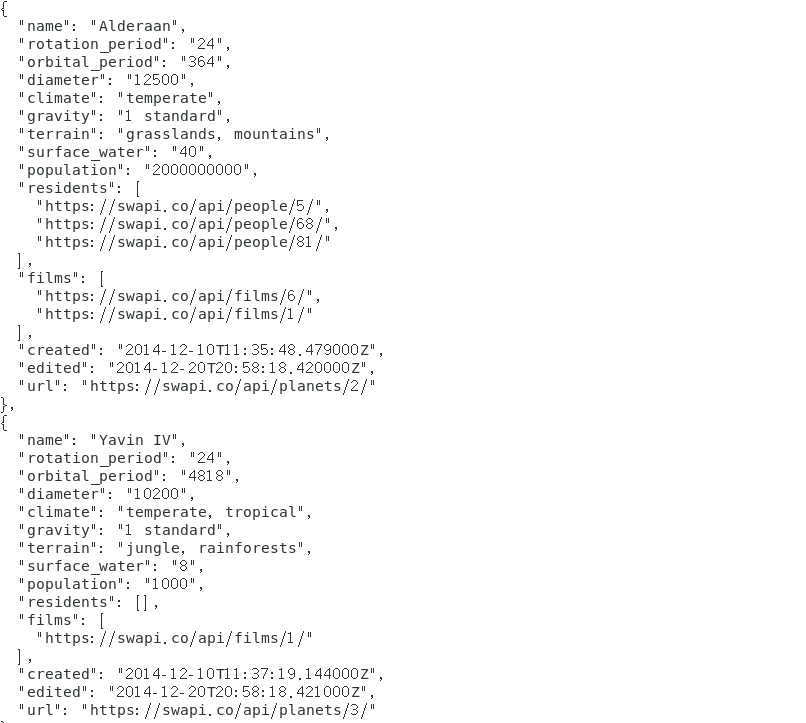 {
  "name": "Alderaan",
  "rotation_period": "24",
  "orbital_period": "364",
  "diameter": "12500",
  "climate": "temperate",
  "gravity": "1 standard",
  "terrain": "grasslands, mountains",
  "surface_water": "40",
  "population": "2000000000",
  "residents": [
    "https://swapi.co/api/people/5/",
    "https://swapi.co/api/people/68/",
    "https://swapi.co/api/people/81/"
  ],
  "films": [
    "https://swapi.co/api/films/6/",
    "https://swapi.co/api/films/1/"
  ],
  "created": "2014-12-10T11:35:48.479000Z",
  "edited": "2014-12-20T20:58:18.420000Z",
  "url": "https://swapi.co/api/planets/2/"
},
{
  "name": "Yavin IV",
  "rotation_period": "24",
  "orbital_period": "4818",
  "diameter": "10200",
  "climate": "temperate, tropical",
  "gravity": "1 standard",
  "terrain": "jungle, rainforests",
  "surface_water": "8",
  "population": "1000",
  "residents": [],
  "films": [
    "https://swapi.co/api/films/1/"
  ],
  "created": "2014-12-10T11:37:19.144000Z",
  "edited": "2014-12-20T20:58:18.421000Z",
  "url": "https://swapi.co/api/planets/3/"